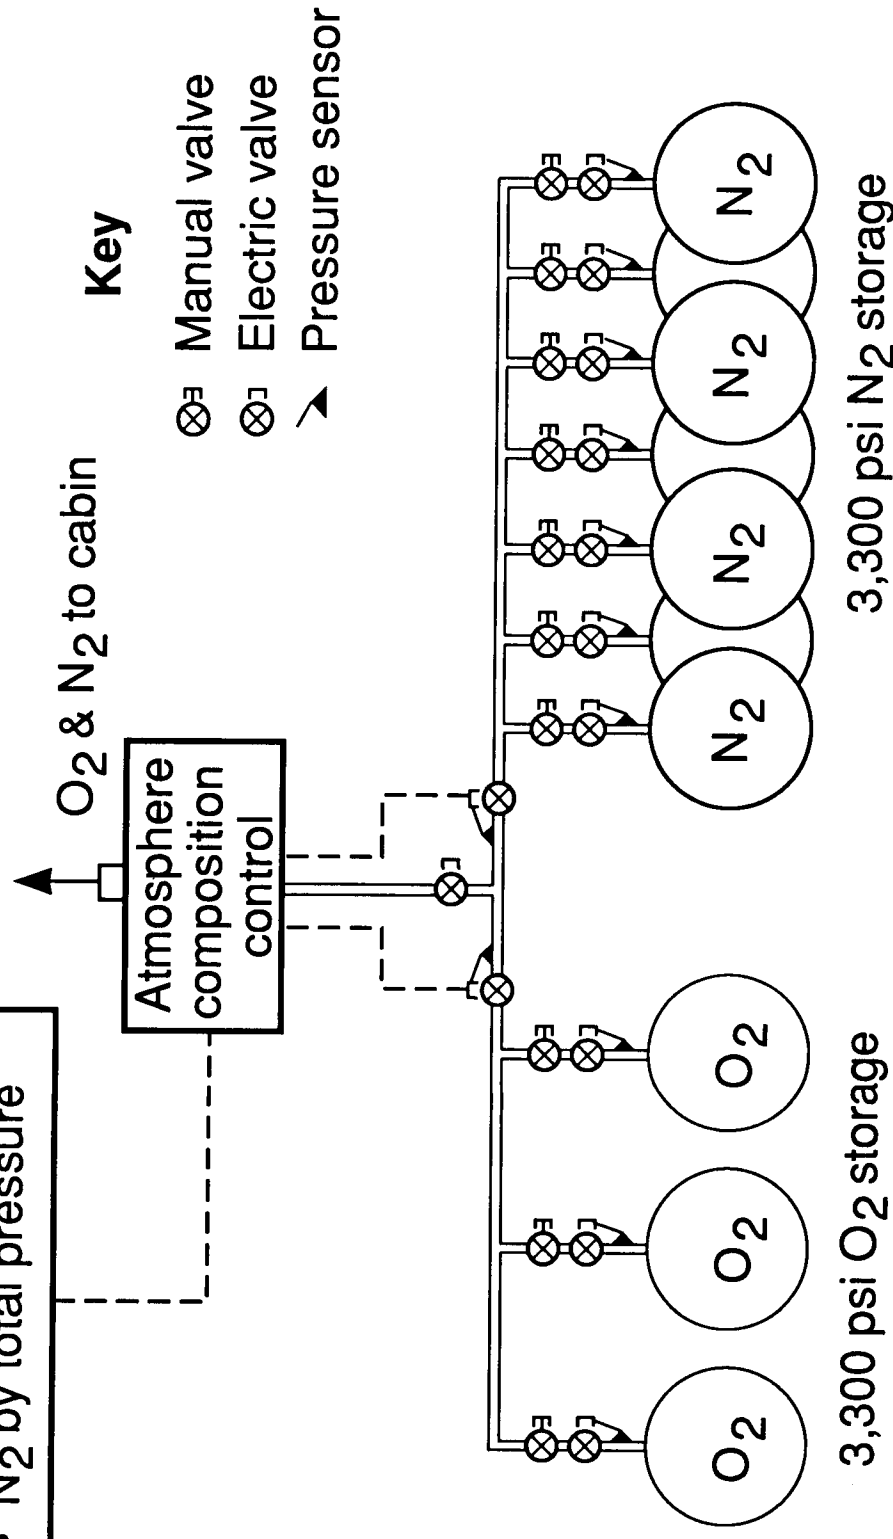 N2 by total pressure
O2 & N2 to cabin
Atmosphere
composition
control
Key
Manual valve
Electric valve
Pressure sensor
O2
O2
O2
N2
N2
N2
N2
3,300 psi O2 storage
3,300 psi N2 storage